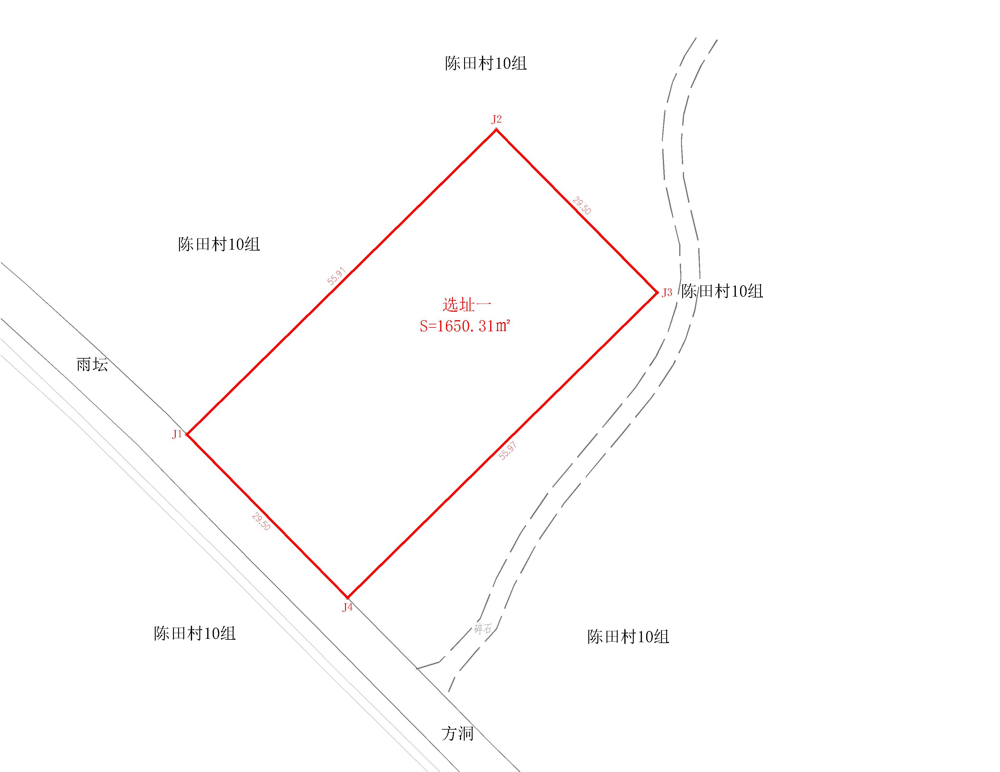 陈田村10组
J2
29.50
陈田村10组
55.91
J3
陈田村10组
选址一
S=1650.31㎡
雨坛
J1
55.97
29.50
J4
碎石
陈田村10组
陈田村10组
方洞